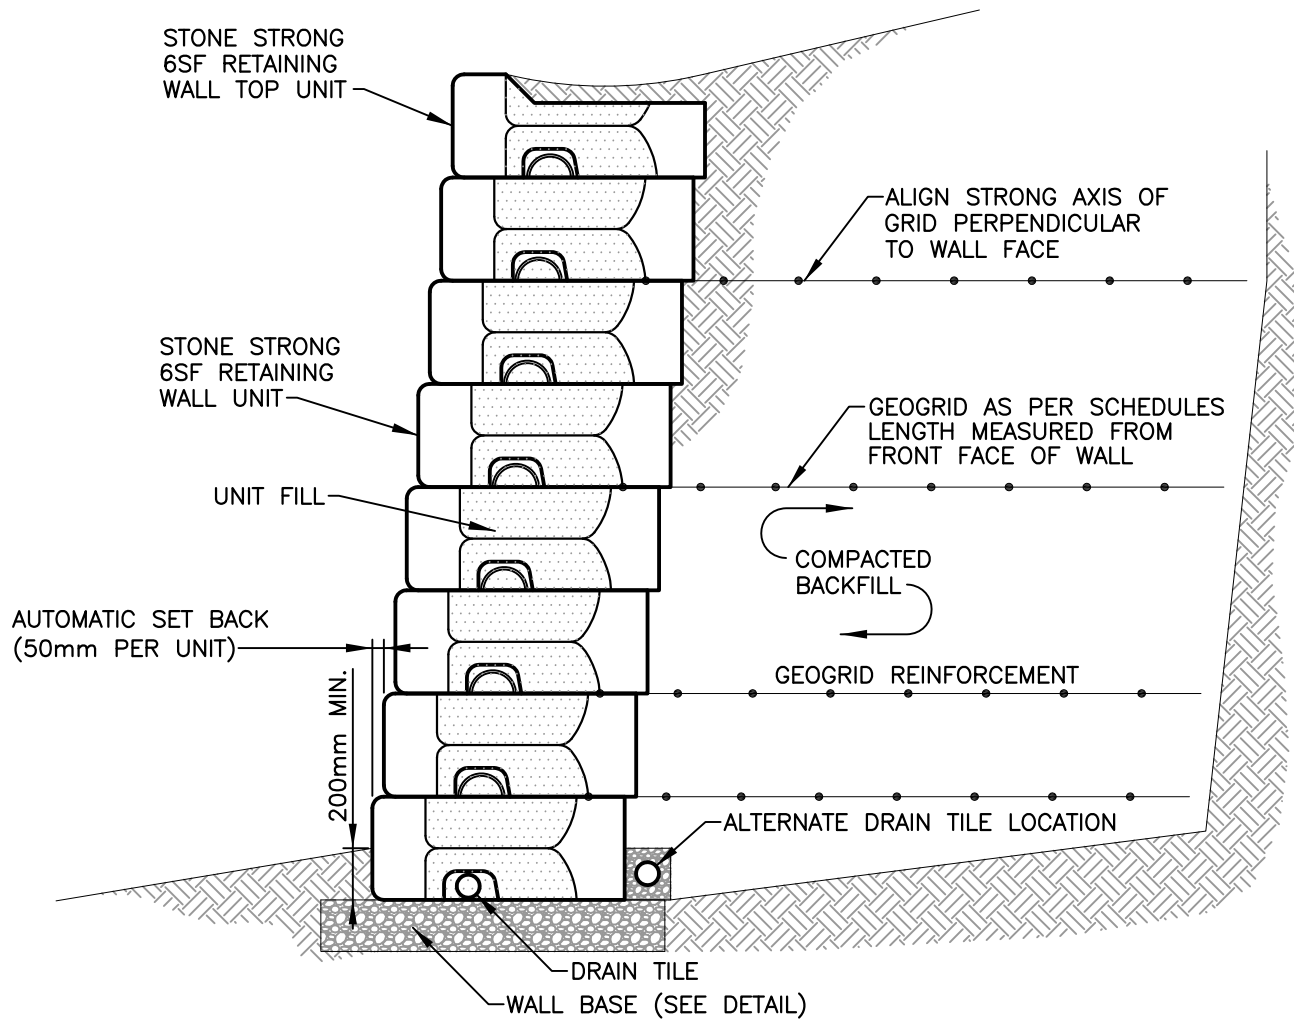 STONE STRONG
6SF RETAINING
WALL TOP UNIT
ALIGN STRONG AXIS OF
GRID PERPENDICULAR
TO WALL FACE
STONE STRONG
6SF RETAINING
WALL UNIT
GEOGRID AS PER SCHEDULES
LENGTH MEASURED FROM
FRONT FACE OF WALL
UNIT FILL
COMPACTED
BACKFILL
AUTOMATIC SET BACK
(50mm PER UNIT)
GEOGRID REINFORCEMENT
200mm MIN.
ALTERNATE DRAIN TILE LOCATION
DRAIN TILE
WALL BASE (SEE DETAIL)